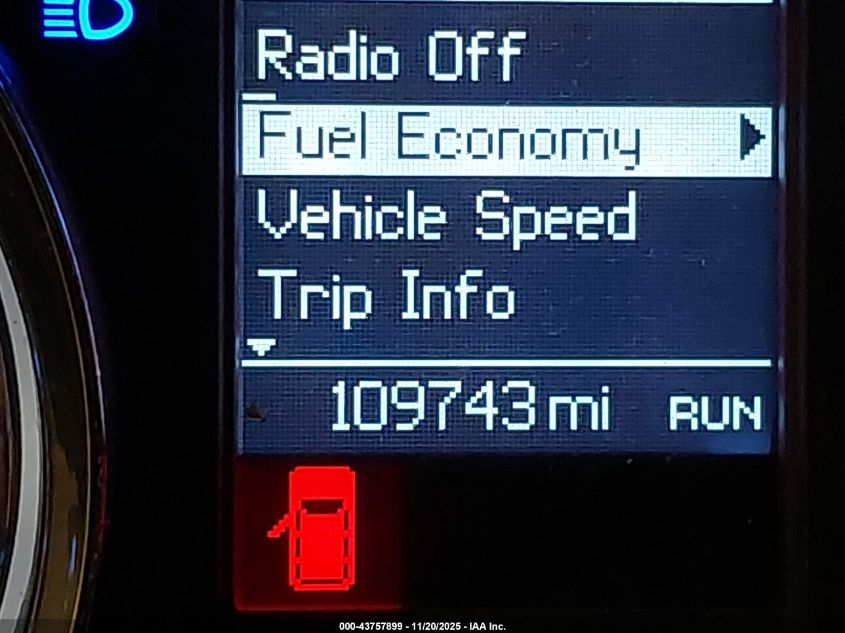 Radio Off
Fuel Economy
Vehicle Speed
Trip Info
109743 mi RUN
000-43757899 - 11/20/2025 - IAA Inc.